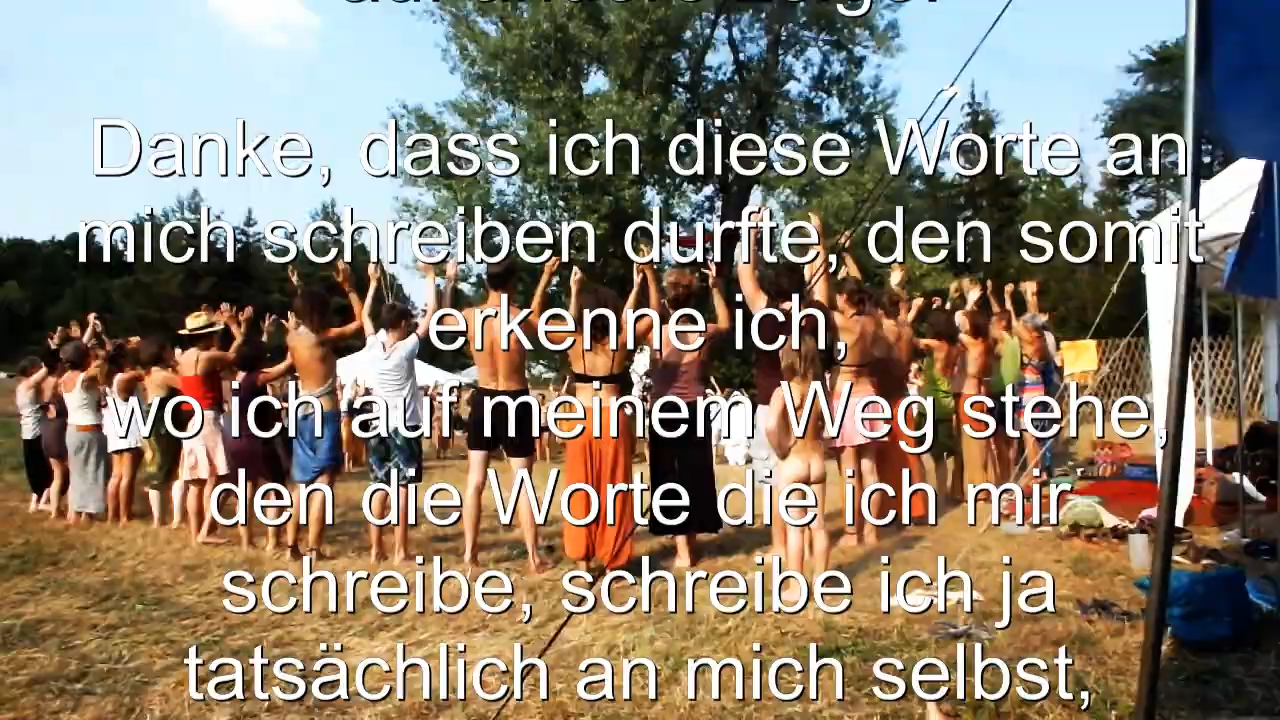 Danke, dass ich diese Worte an
mich schreiben durfte, den somit
erkenne ich,
wo ich auf meinem Weg stehe,
den die Worte die ich mir
schreibe, schreibe ich ja
tatsächlich an mich selbst,